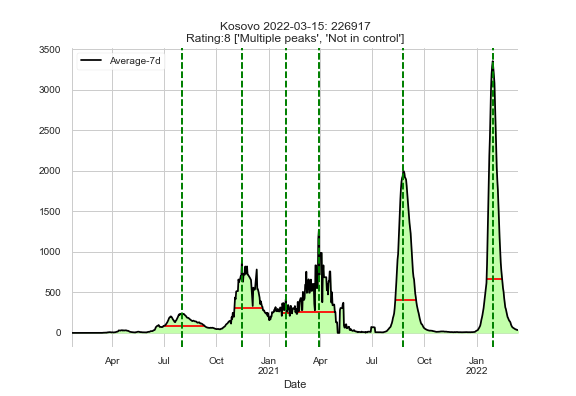 Kosovo 2022-03-15: 226917
Rating:8 ['Multiple peaks', 'Not in control']
3500
3000
2500
2000
1500
1000
500
0
Average-7d
Apr
Jul
Oct
Jan
2021
Apr
Jul
Oct
Jan
2022
Date